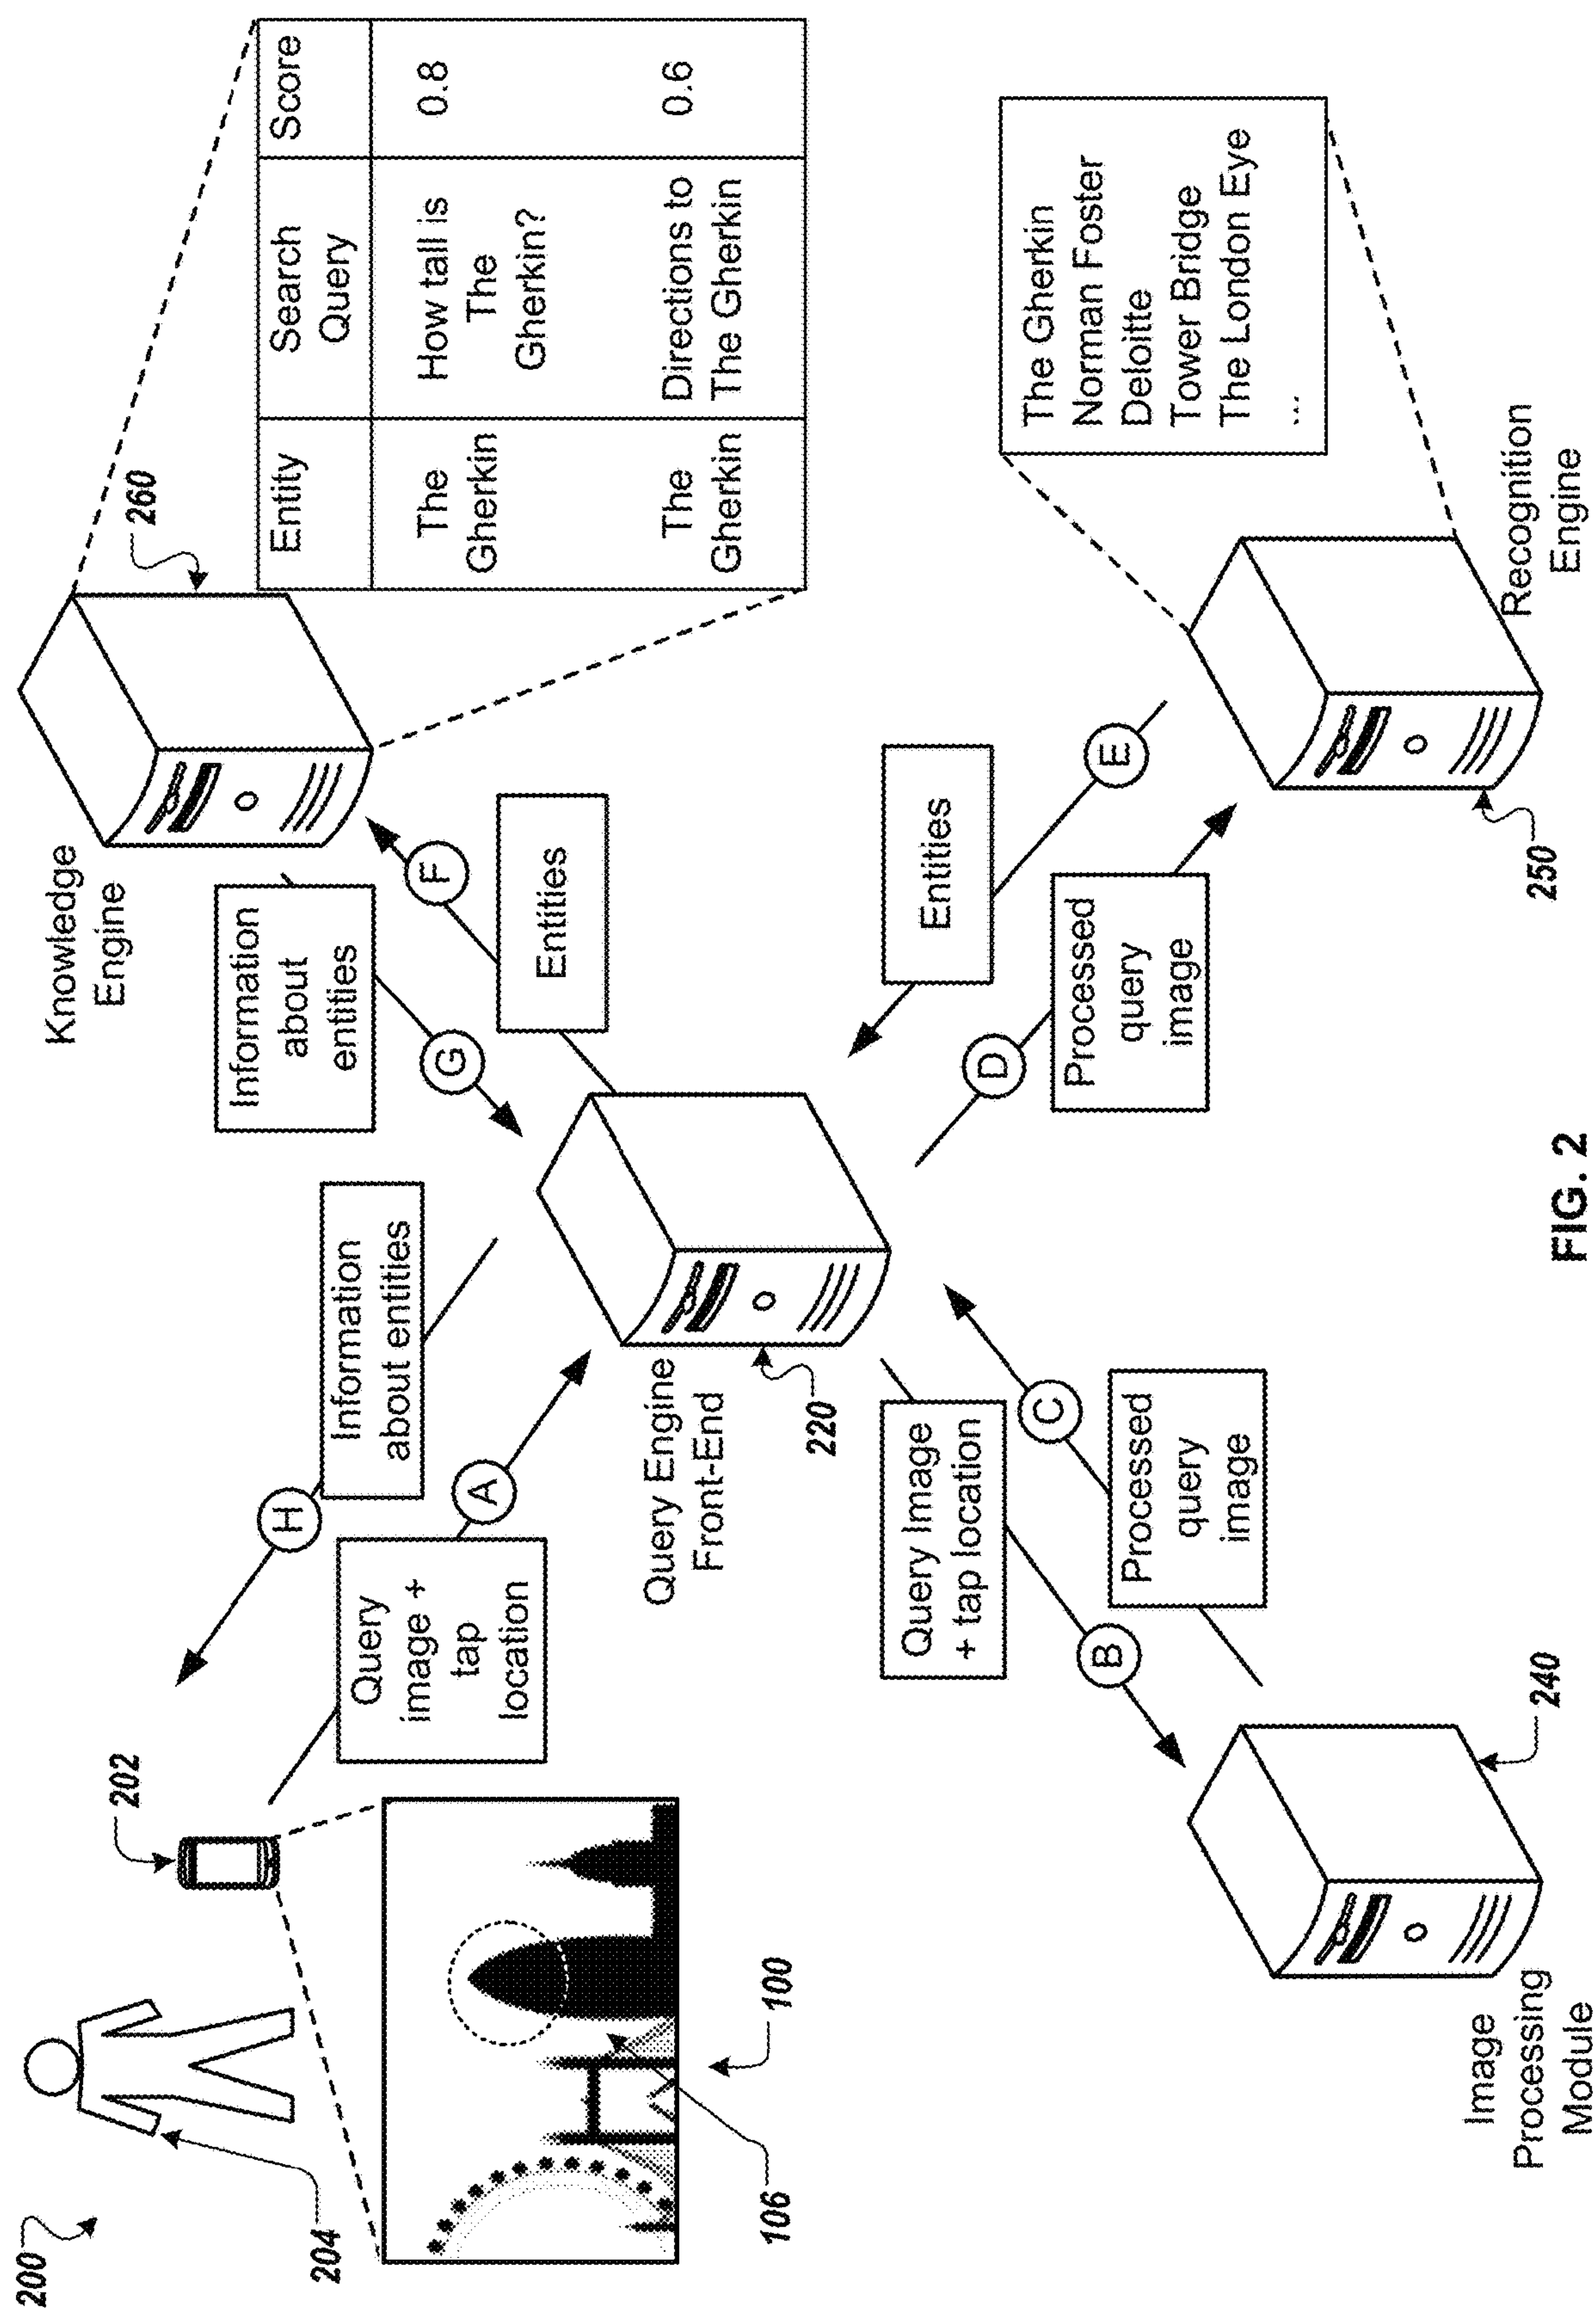 200
204
202
Query
image +
tap
location
A
H
Information
about entities
Knowledge
Engine
260
Information
about
entities
G
F
Entities
Entity
Search
Query
Score
The
Gherkin
How tall is
The
Gherkin?
0.8
The
Gherkin
Directions to
The Gherkin
0.6
106
100
Query Engine
Front-End
220
Query Image
+ tap location
B
C
Processed
query
image
D
Processed
query
image
E
Entities
The Gherkin
Norman Foster
Deloitte
Tower Bridge
The London Eye
...
Image
Processing
Module
240
250
Recognition
Engine
FIG. 2